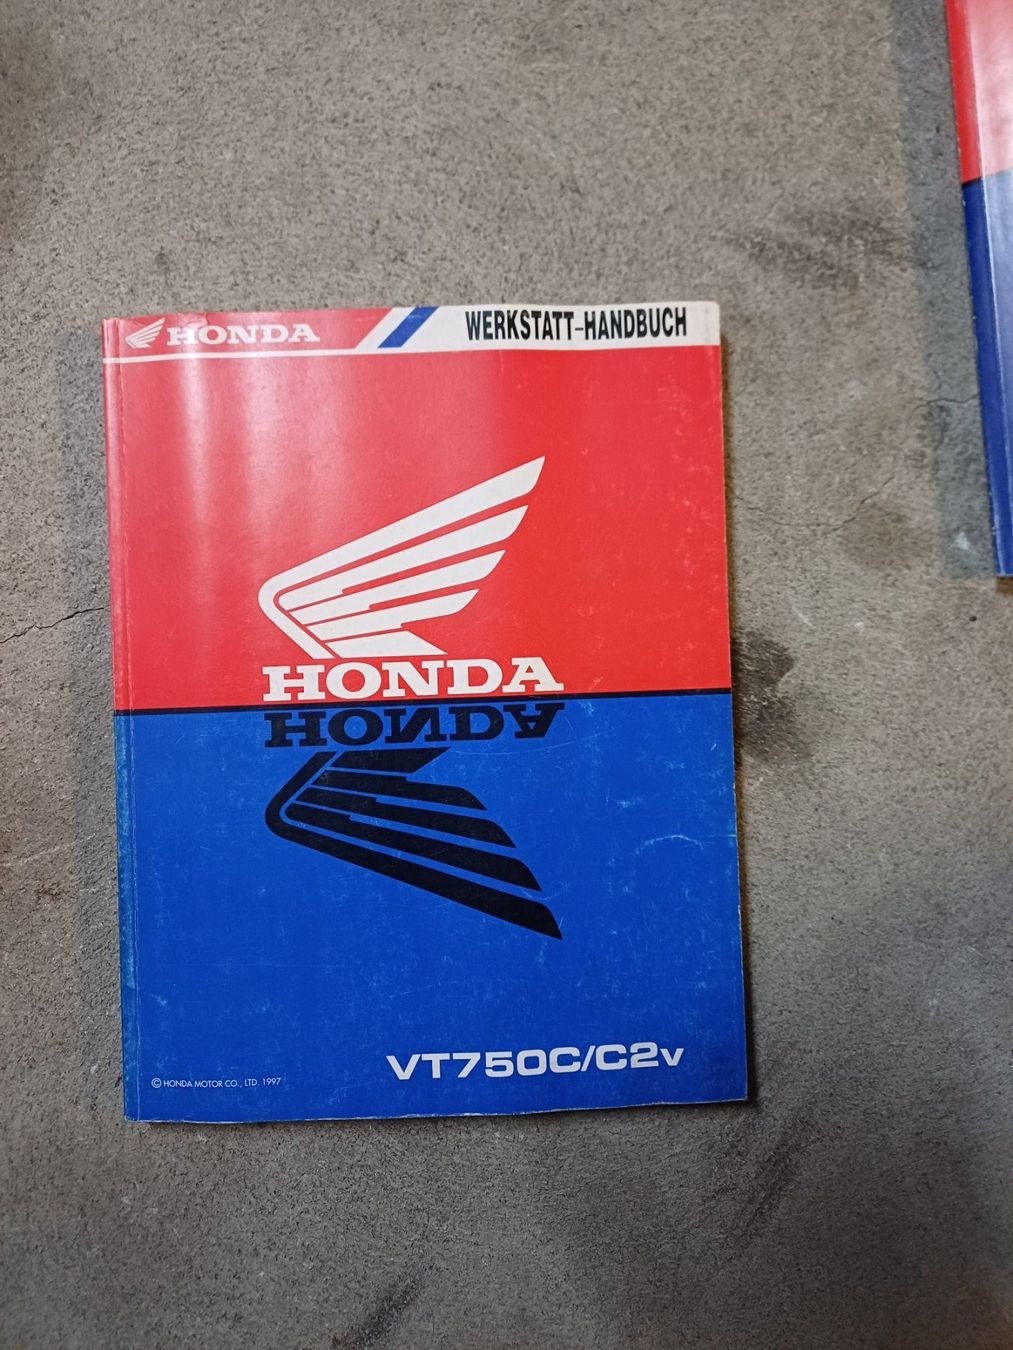 HONDA
WERKSTATT-HANDBUCH
HONDA
HONDA
VT750C/C2V
© HONDA MOTOR CO., LTD. 1997